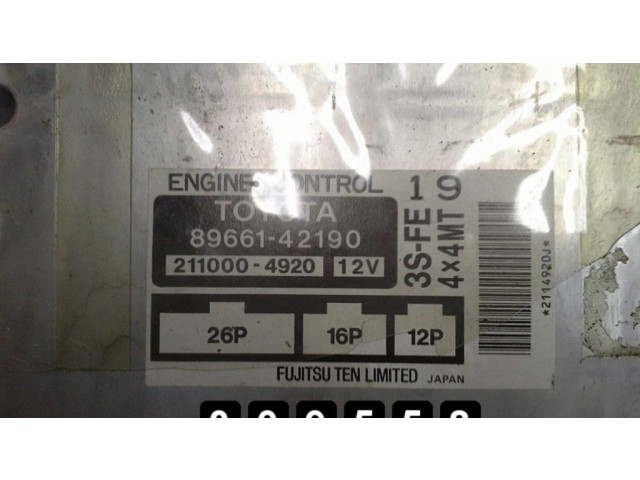 ENGINE CONTROL
TOYOTA
89661-42190
211000-4920 12V
19
3S-FE
4×4MT
*2114920J*
26P 16P 12P
FUJITSU TEN LIMITED JAPAN